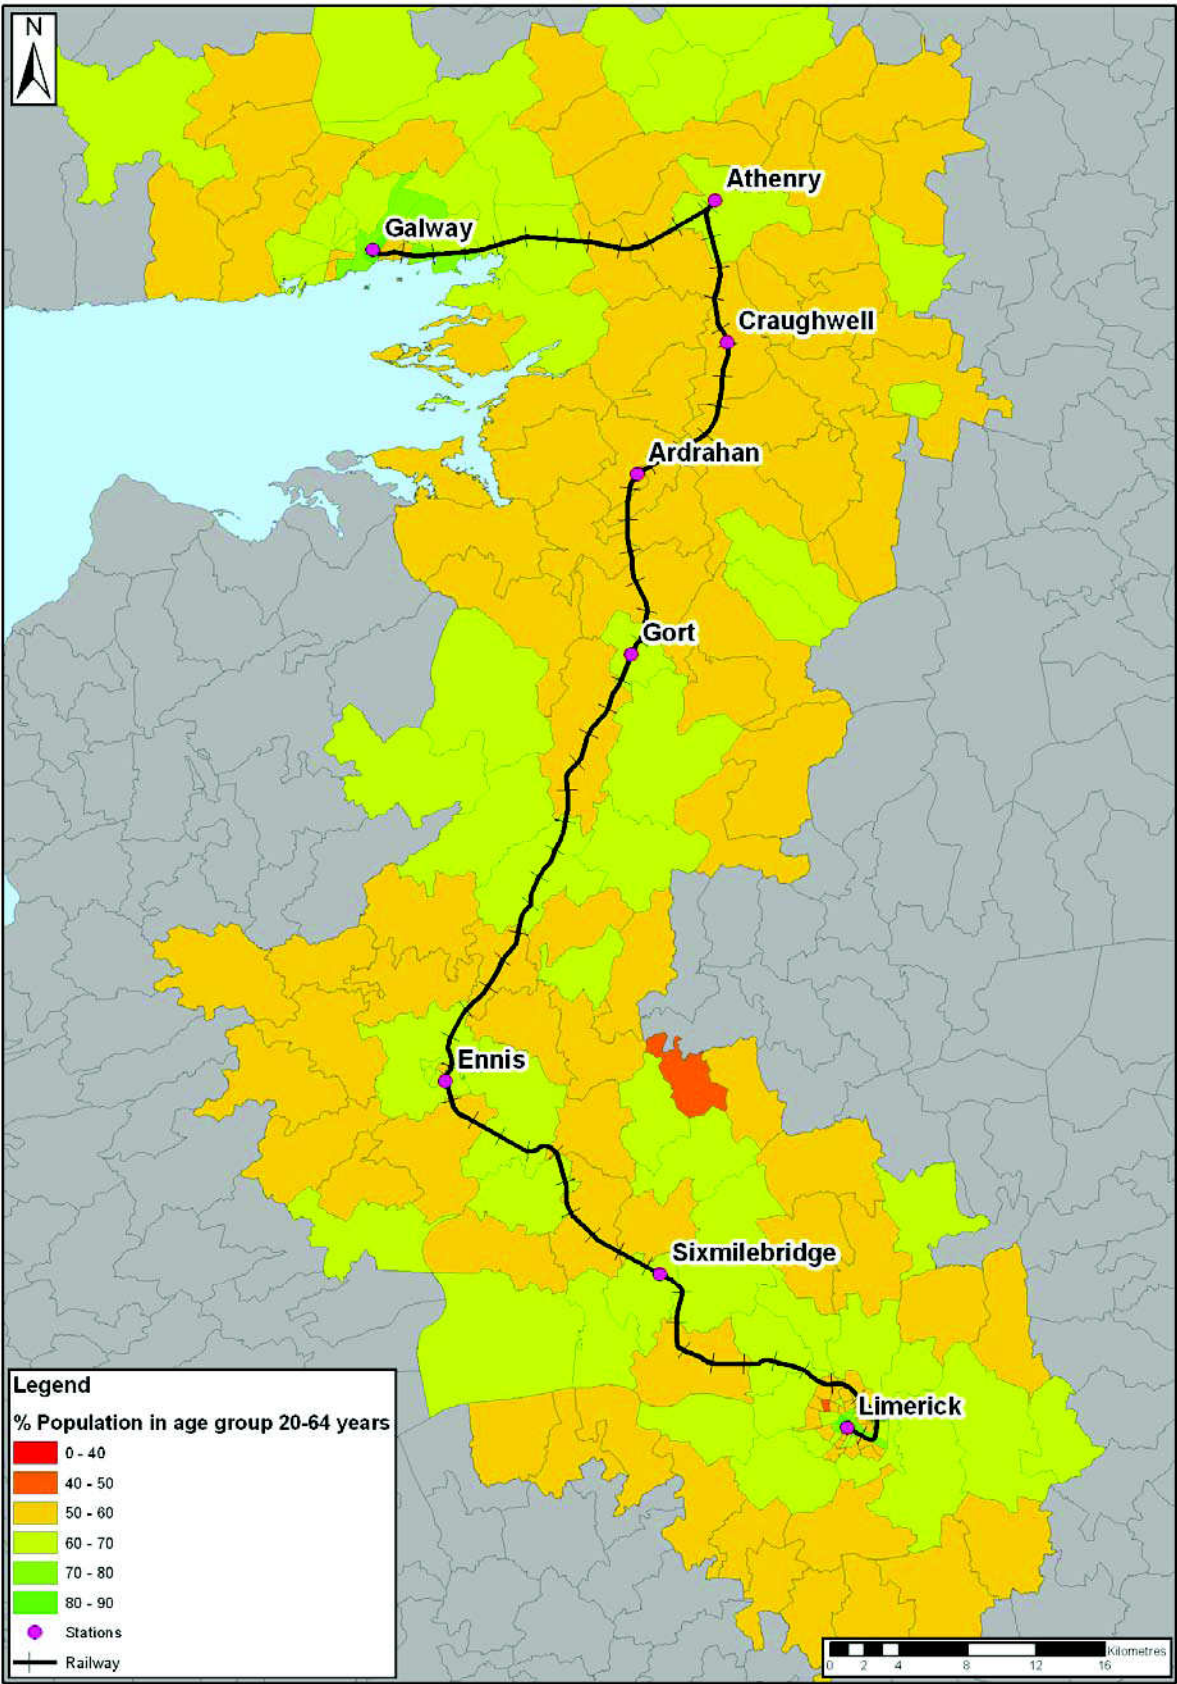 N
Athenry
Galway
Craughwell
Ardrahan
Gort
Ennis
Sixmilebridge
Limerick
Legend
% Population in age group 20-64 years
0 - 40
40 - 50
50 - 60
60 - 70
70 - 80
80 - 90
Stations
Railway
Kilometres
0 2 4 8 12 16